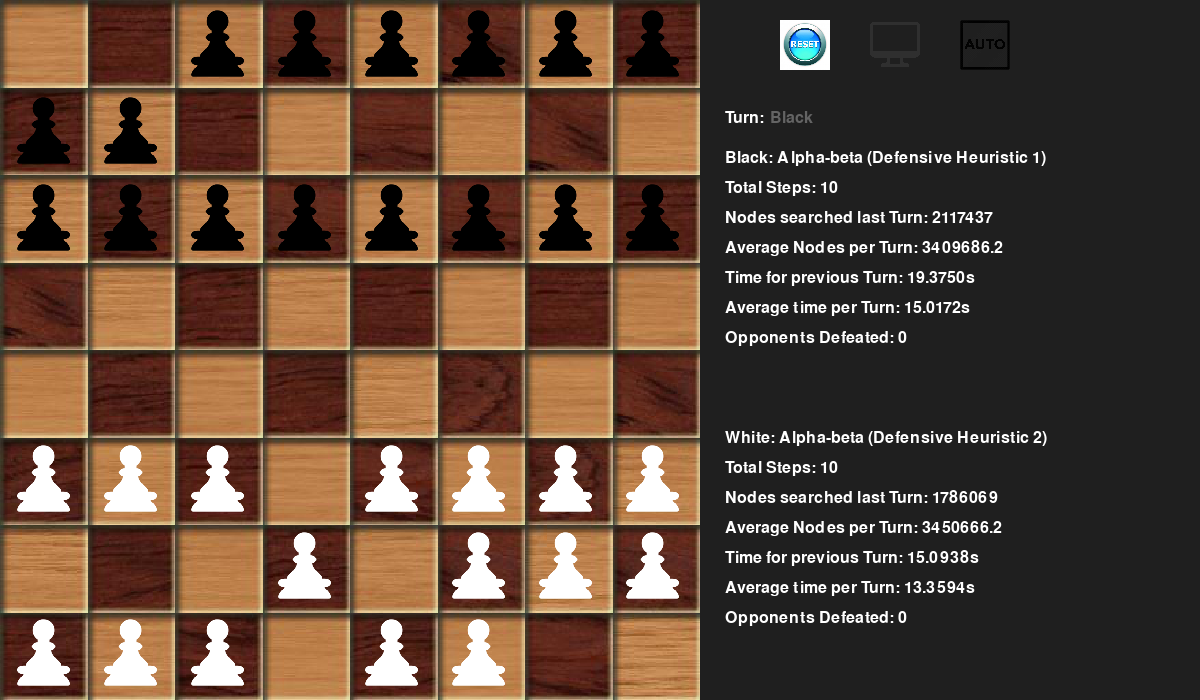 RESET
AUTO
Turn: Black
Black: Alpha-beta (Defensive Heuristic 1)
Total Steps: 10
Nodes searched last Turn: 2117437
Average Nodes per Turn: 3409686.2
Time for previous Turn: 19.3750s
Average time per Turn: 15.0172s
Opponents Defeated: 0
White: Alpha-beta (Defensive Heuristic 2)
Total Steps: 10
Nodes searched last Turn: 1786069
Average Nodes per Turn: 3450666.2
Time for previous Turn: 15.0938s
Average time per Turn: 13.3594s
Opponents Defeated: 0